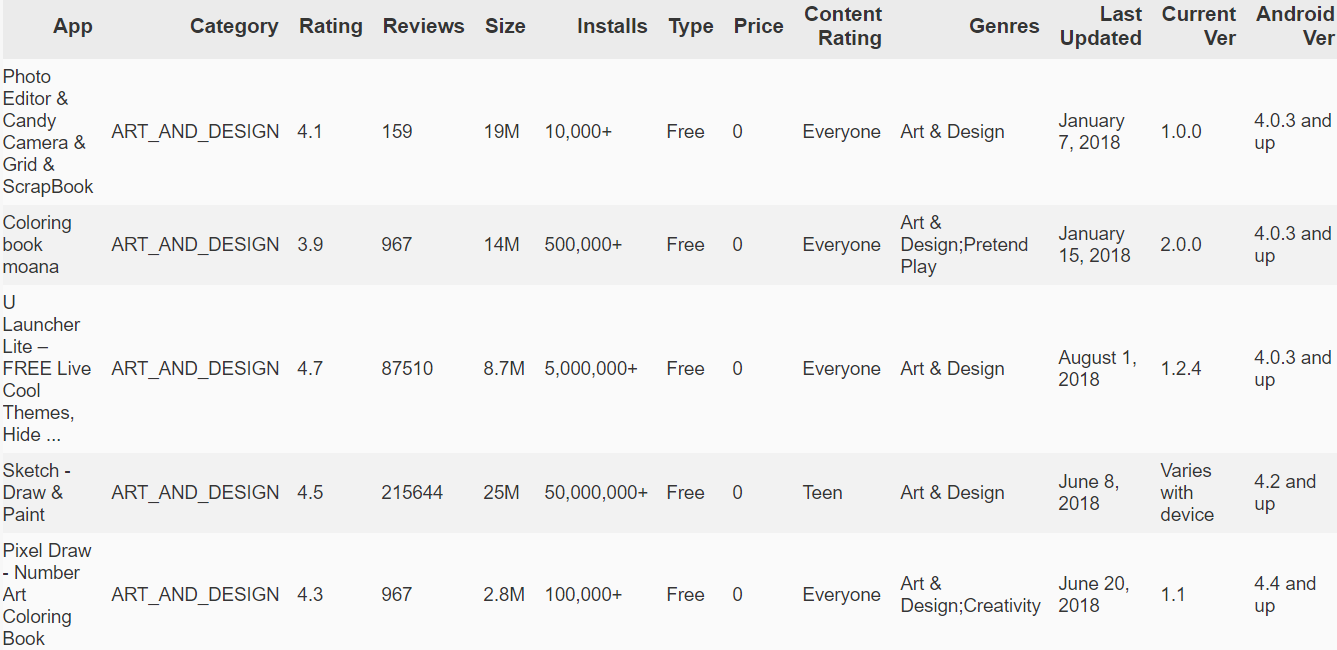 App Category Rating Reviews Size Installs Type Price Content Rating Genres Last Updated Current Ver Android Ver
Photo Editor & Candy Camera & Grid & ScrapBook ART_AND_DESIGN 4.1 159 19M 10,000+ Free 0 Everyone Art & Design January 7, 2018 1.0.0 4.0.3 and up
Coloring book moana ART_AND_DESIGN 3.9 967 14M 500,000+ Free 0 Everyone Art & Design;Pretend Play January 15, 2018 2.0.0 4.0.3 and up
U Launcher Lite – FREE Live Cool Themes, Hide ... ART_AND_DESIGN 4.7 87510 8.7M 5,000,000+ Free 0 Everyone Art & Design August 1, 2018 1.2.4 4.0.3 and up
Sketch - Draw & Paint ART_AND_DESIGN 4.5 215644 25M 50,000,000+ Free 0 Teen Art & Design June 8, 2018 Varies with device 4.2 and up
Pixel Draw - Number Art Coloring Book ART_AND_DESIGN 4.3 967 2.8M 100,000+ Free 0 Everyone Art & Design;Creativity June 20, 2018 1.1 4.4 and up